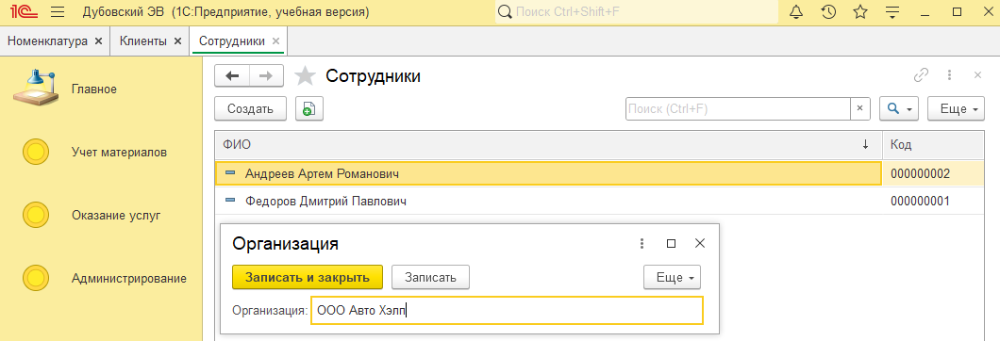 1С Дубовский ЭВ (1С:Предприятие, учебная версия) Поиск Ctrl+Shift+F
Номенклатура × Клиенты × Сотрудники ×
Главное
Учет материалов
Оказание услуг
Администрирование
Сотрудники
Создать Поиск (Ctrl+F) × Еще
ФИО ↓ Код
Андреев Артем Романович 000000002
Федоров Дмитрий Павлович 000000001
Организация
Записать и закрыть Записать Еще
Организация: ООО Авто Хэлп